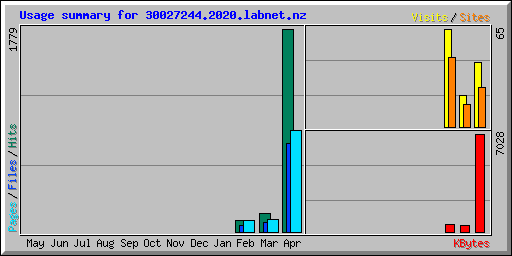 Usage summary for 30027244.2020.labnet.nz
Visits/Sites
1779
65
Pages/Files/Hits
7028
May Jun Jul Aug Sep Oct Nov Dec Jan Feb Mar Apr
KBytes